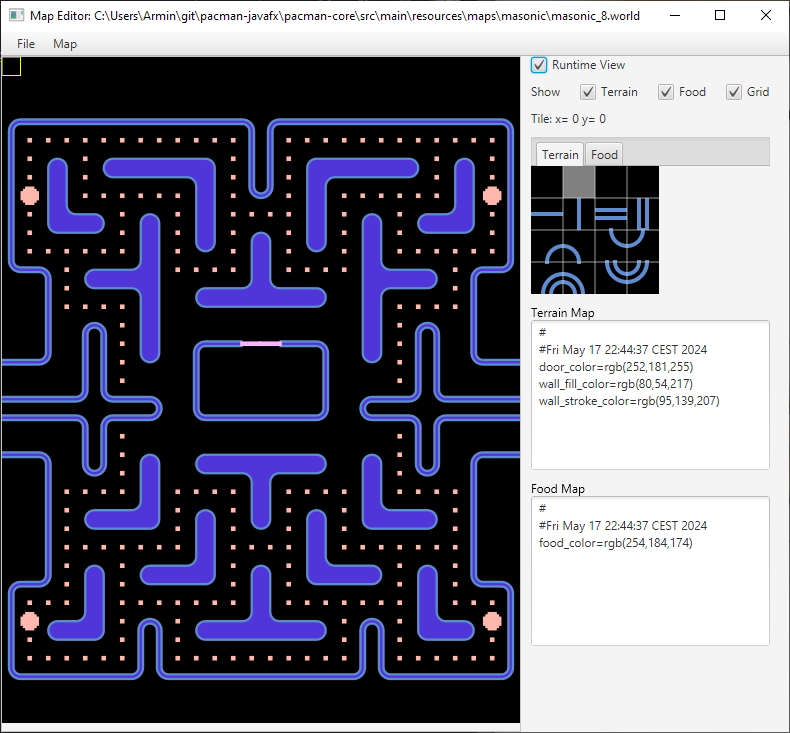 Map Editor: C:\Users\Armin\git\pacman-javafx\pacman-core\src\main\resources\maps\masonic\masonic_8.world
File Map
Runtime View
Show Terrain Food Grid
Tile: x= 0 y= 0
Terrain Food
Terrain Map
#
#Fri May 17 22:44:37 CEST 2024
door_color=rgb(252,181,255)
wall_fill_color=rgb(80,54,217)
wall_stroke_color=rgb(95,139,207)
Food Map
#
#Fri May 17 22:44:37 CEST 2024
food_color=rgb(254,184,174)